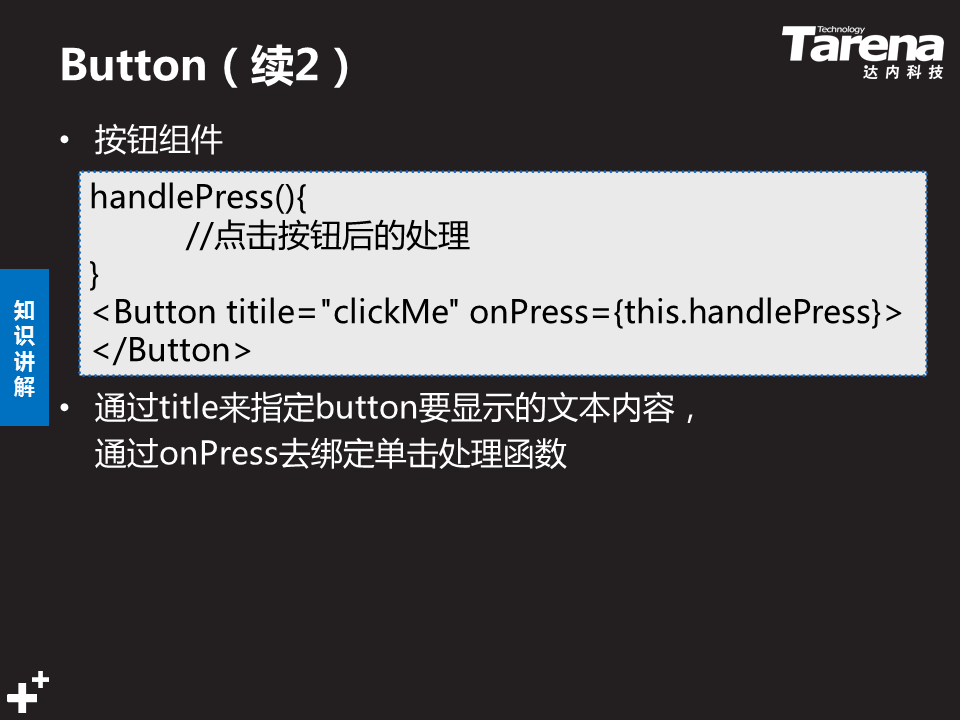 Button（续2）
Technology
Tarena
达内科技
• 按钮组件
handlePress(){
//点击按钮后的处理
}
<Button titile="clickMe" onPress={this.handlePress}>
</Button>
知
识
讲
解
• 通过title来指定button要显示的文本内容，
通过onPress去绑定单击处理函数